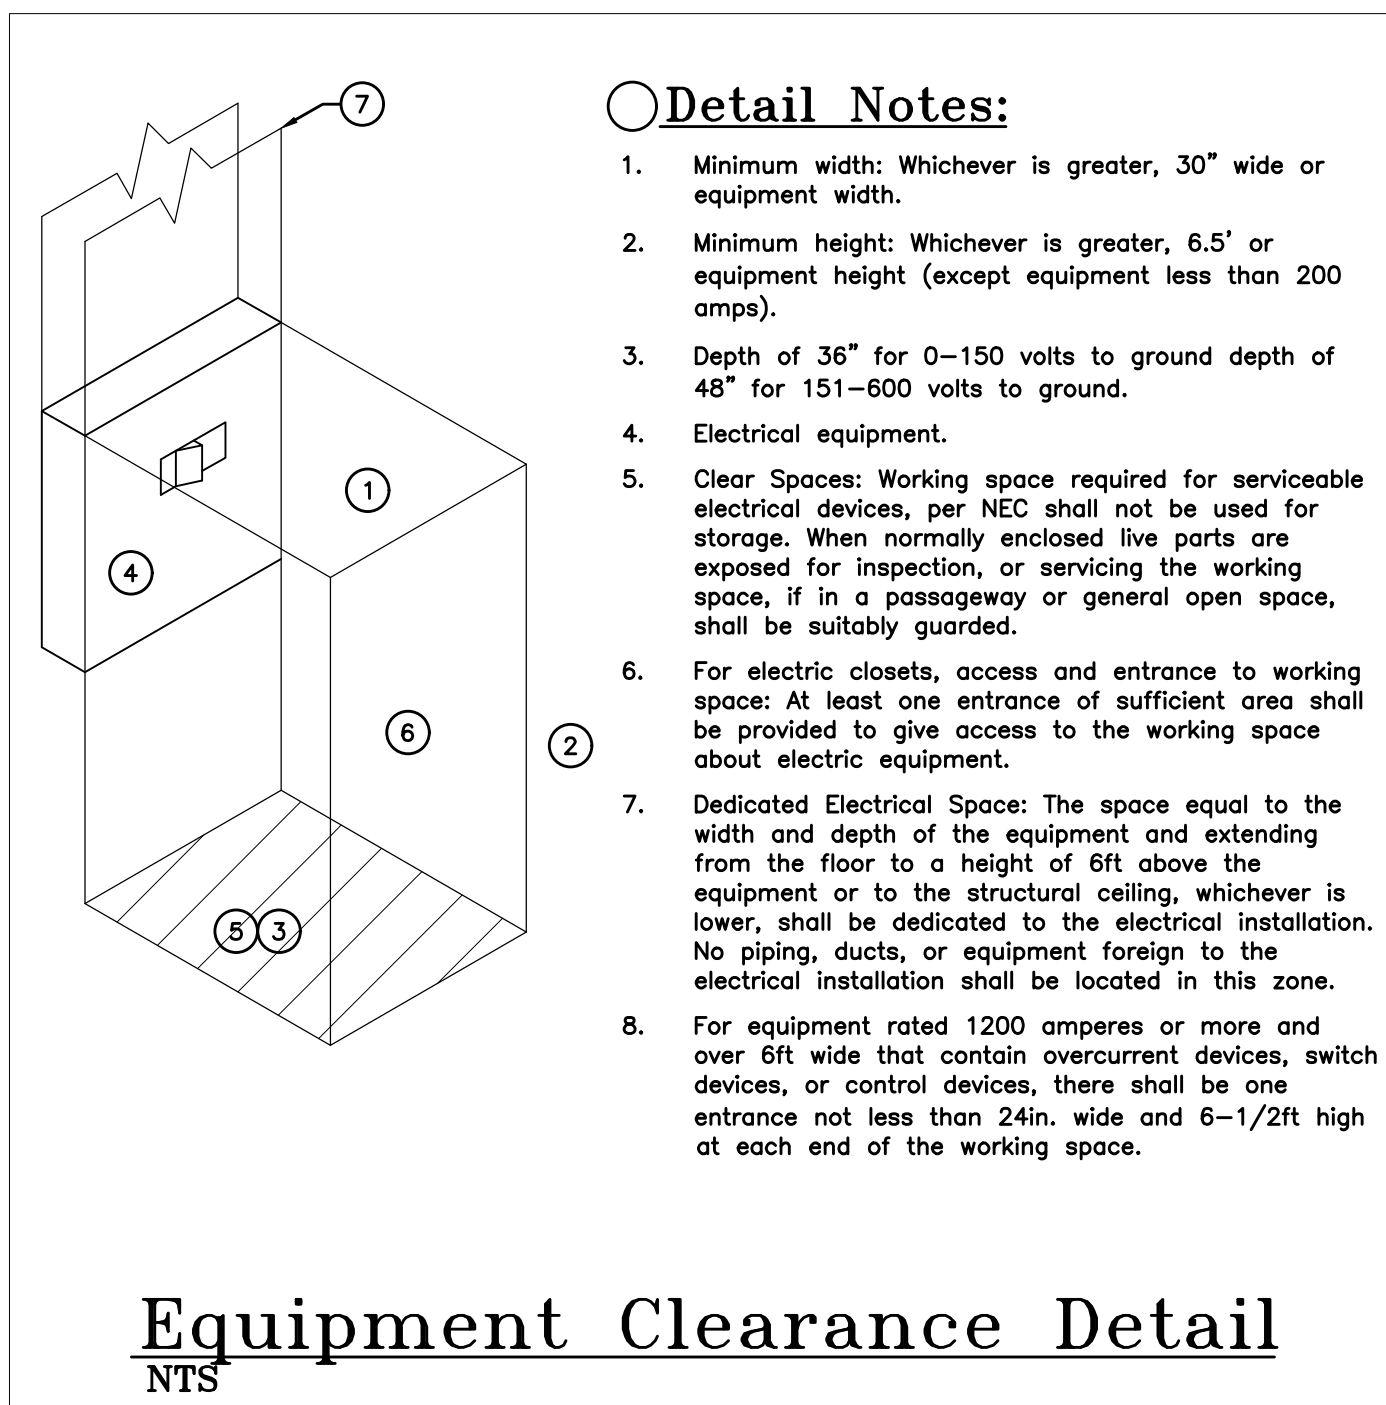 7
Detail Notes:
1. Minimum width: Whichever is greater, 30" wide or
equipment width.
2. Minimum height: Whichever is greater, 6.5' or
equipment height (except equipment less than 200
amps).
3. Depth of 36" for 0-150 volts to ground depth of
48" for 151-600 volts to ground.
4. Electrical equipment.
5. Clear Spaces: Working space required for serviceable
electrical devices, per NEC shall not be used for
storage. When normally enclosed live parts are
exposed for inspection, or servicing the working
space, if in a passageway or general open space,
shall be suitably guarded.
6. For electric closets, access and entrance to working
space: At least one entrance of sufficient area shall
be provided to give access to the working space
about electric equipment.
7. Dedicated Electrical Space: The space equal to the
width and depth of the equipment and extending
from the floor to a height of 6ft above the
equipment or to the structural ceiling, whichever is
lower, shall be dedicated to the electrical installation.
No piping, ducts, or equipment foreign to the
electrical installation shall be located in this zone.
8. For equipment rated 1200 amperes or more and
over 6ft wide that contain overcurrent devices, switch
devices, or control devices, there shall be one
entrance not less than 24in. wide and 6-1/2ft high
at each end of the working space.
1
4
6
2
5 3
Equipment Clearance Detail
NTS